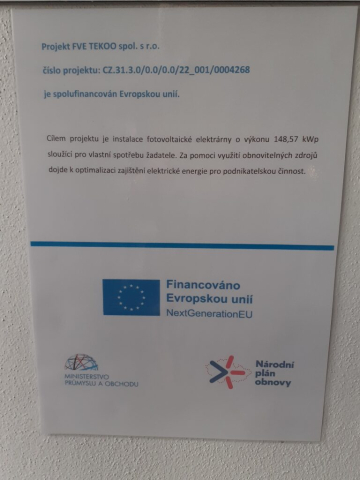 Projekt FVE TEKOO spol. s r.o.
číslo projektu: CZ.31.3.0/0.0/0.0/22_001/0004268
je spolufinancován Evropskou unií.
Cílem projektu je instalace fotovoltaické elektrárny o výkonu 148,57 kWp
sloužící pro vlastní spotřebu žadatele. Za pomoci využití obnovitelných zdrojů
dojde k optimalizaci zajištění elektrické energie pro podnikatelskou činnost.
Financováno
Evropskou unií
NextGenerationEU
MINISTERSTVO
PRŮMYSLU A OBCHODU
Národní
plán
obnovy